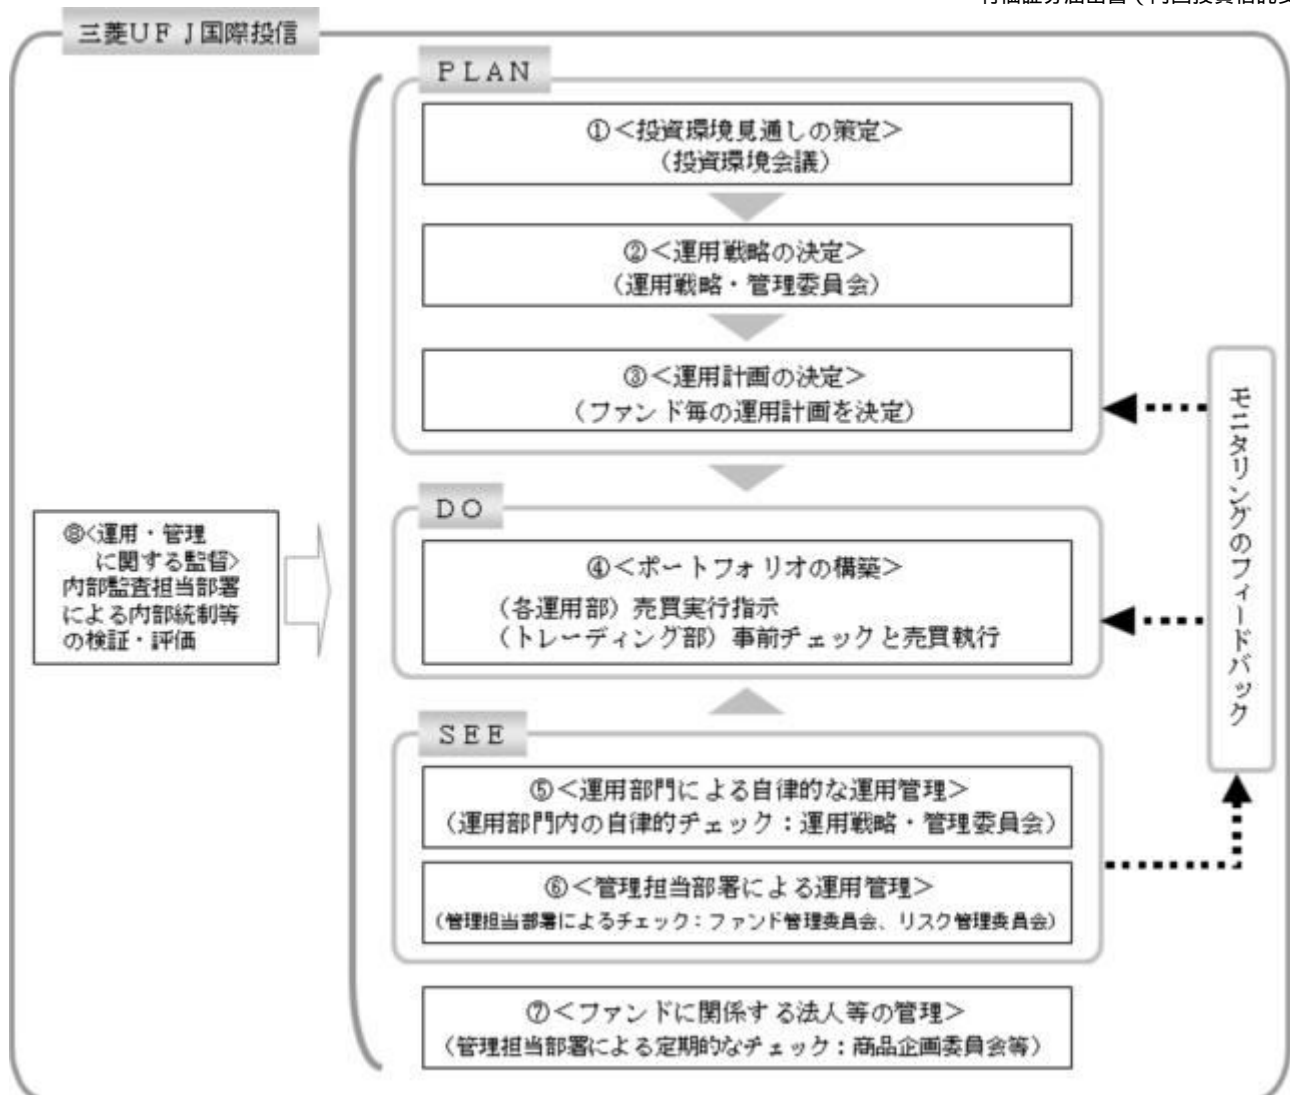 三菱UFJ国際投信
PLAN
①＜投資環境見通しの策定＞
（投資環境会議）
②＜運用戦略の決定＞
（運用戦略・管理委員会）
③＜運用計画の決定＞
（ファンド毎の運用計画を決定）
DO
④＜ポートフォリオの構築＞
（各運用部）売買実行指示
（トレーディング部）事前チェックと売買執行
SEE
⑤＜運用部門による自律的な運用管理＞
（運用部門内の自律的チェック：運用戦略・管理委員会）
⑥＜管理担当部署による運用管理＞
（管理担当部署によるチェック：ファンド管理委員会、リスク管理委員会）
⑦＜ファンドに関係する法人等の管理＞
（管理担当部署による定期的なチェック：商品企画委員会等）
⑧＜運用・管理
に関する監督＞
内部監査担当部署
による内部統制等
の検証・評価
モニタリングのフィードバック